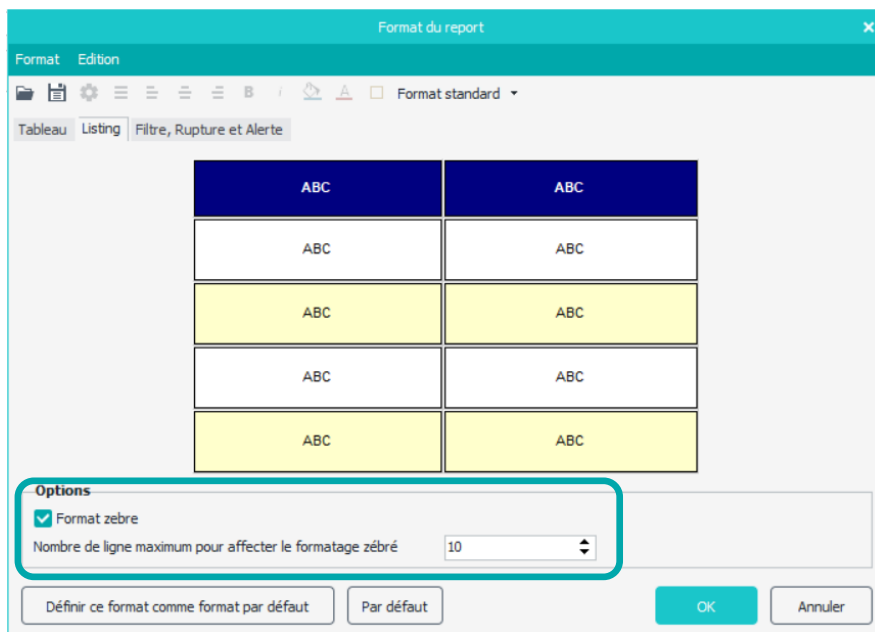 Format du report
Format Edition
B i A Format standard
Tableau Listing Filtre, Rupture et Alerte
ABC ABC
ABC ABC
ABC ABC
ABC ABC
ABC ABC
Options
Format zebre
Nombre de ligne maximum pour affecter le formatage zébré 10
Définir ce format comme format par défaut Par défaut OK Annuler